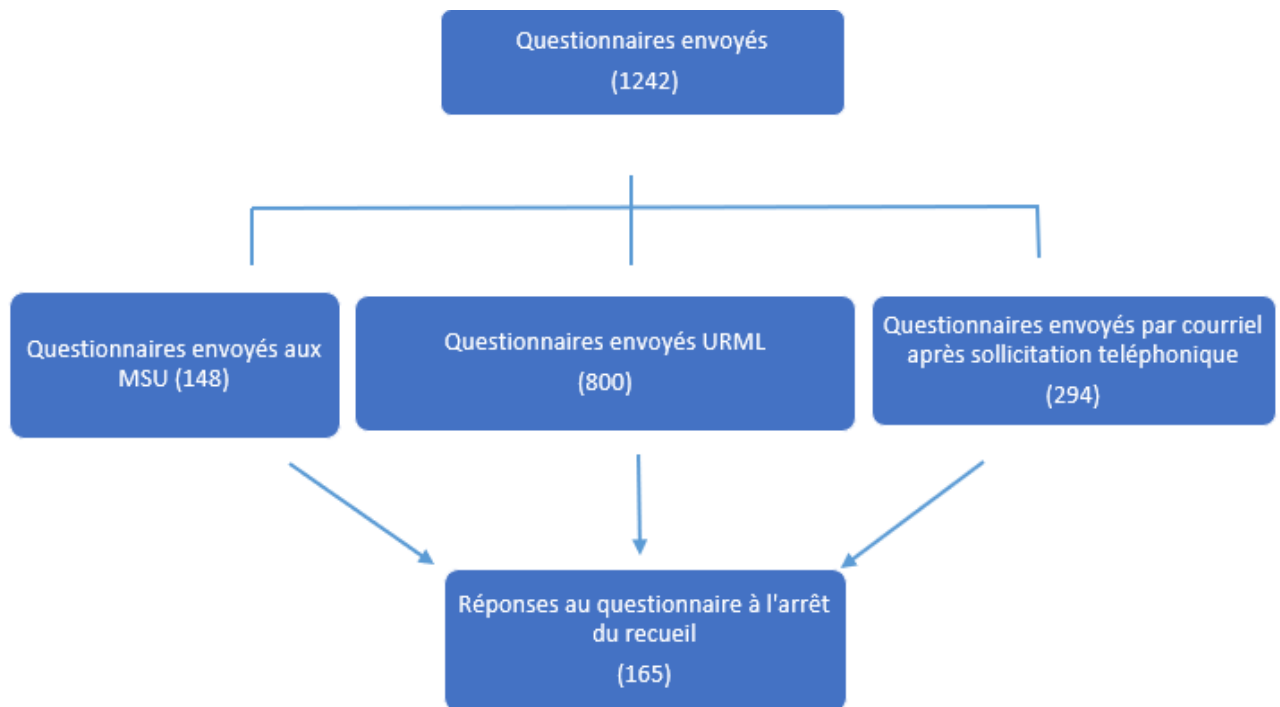 Questionnaires envoyés
(1242)
Questionnaires envoyés aux
MSU (148)
Questionnaires envoyés URML
(800)
Questionnaires envoyés par courriel
après sollicitation teléphonique
(294)
Réponses au questionnaire à l'arrêt
du recueil
(165)